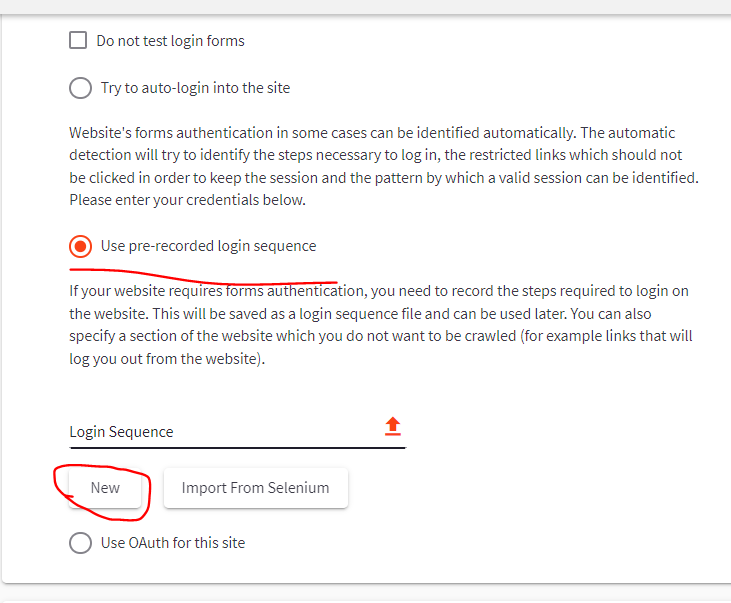 Do not test login forms
Try to auto-login into the site
Website's forms authentication in some cases can be identified automatically. The automatic
detection will try to identify the steps necessary to log in, the restricted links which should not
be clicked in order to keep the session and the pattern by which a valid session can be identified.
Please enter your credentials below.
Use pre-recorded login sequence
If your website requires forms authentication, you need to record the steps required to login on
the website. This will be saved as a login sequence file and can be used later. You can also
specify a section of the website which you do not want to be crawled (for example links that will
log you out from the website).
Login Sequence
New
Import From Selenium
Use OAuth for this site